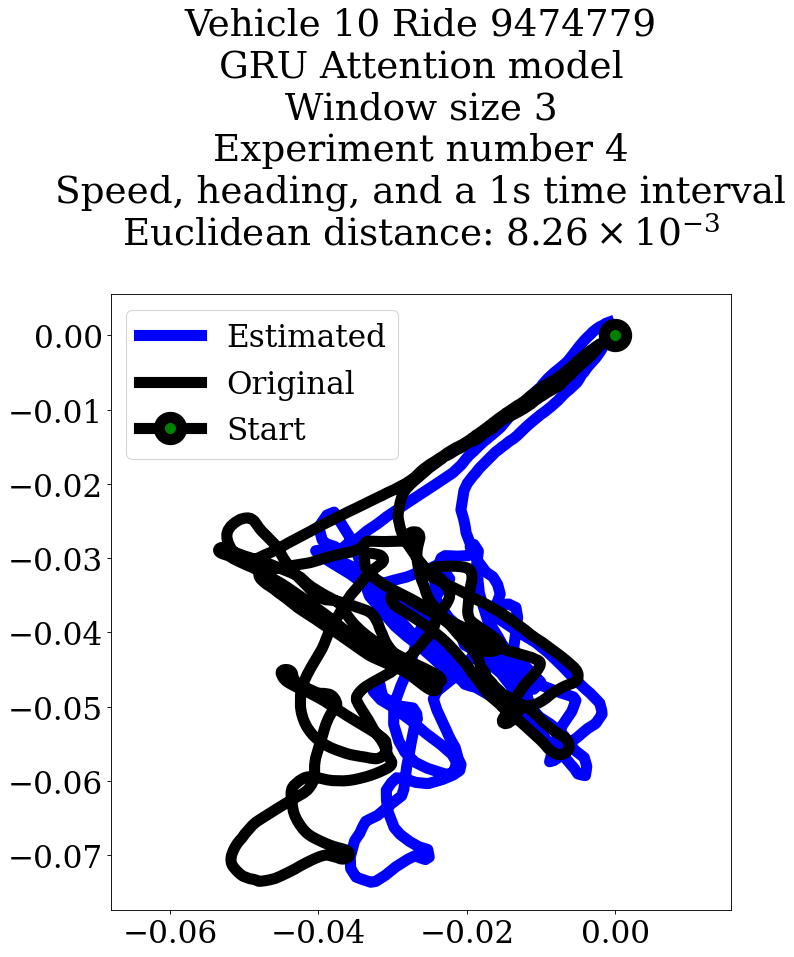 Vehicle 10 Ride 9474779
GRU Attention model
Window size 3
Experiment number 4
Speed, heading, and a 1s time interval
Euclidean distance: 8.26 × 10⁻³
Estimated
Original
Start
0.00
−0.01
−0.02
−0.03
−0.04
−0.05
−0.06
−0.07
−0.06 −0.04 −0.02 0.00